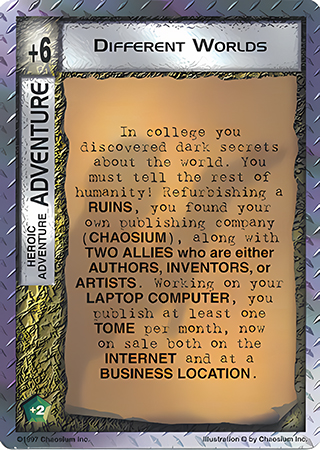 +6
DIFFERENT WORLDS
HEROIC
ADVENTURE
ADVENTURE
In college you
discovered dark secrets
about the world. You
must tell the rest of
humanity! Refurbishing a
RUINS, you found your
own publishing company
(CHAOSIUM), along with
TWO ALLIES who are either
AUTHORS, INVENTORS, or
ARTISTS. Working on your
LAPTOP COMPUTER, you
publish at least one
TOME per month, now
on sale both on the
INTERNET and at a
BUSINESS LOCATION.
+2
©1997 Chaosium Inc.
Illustration © by Chaosium Inc.